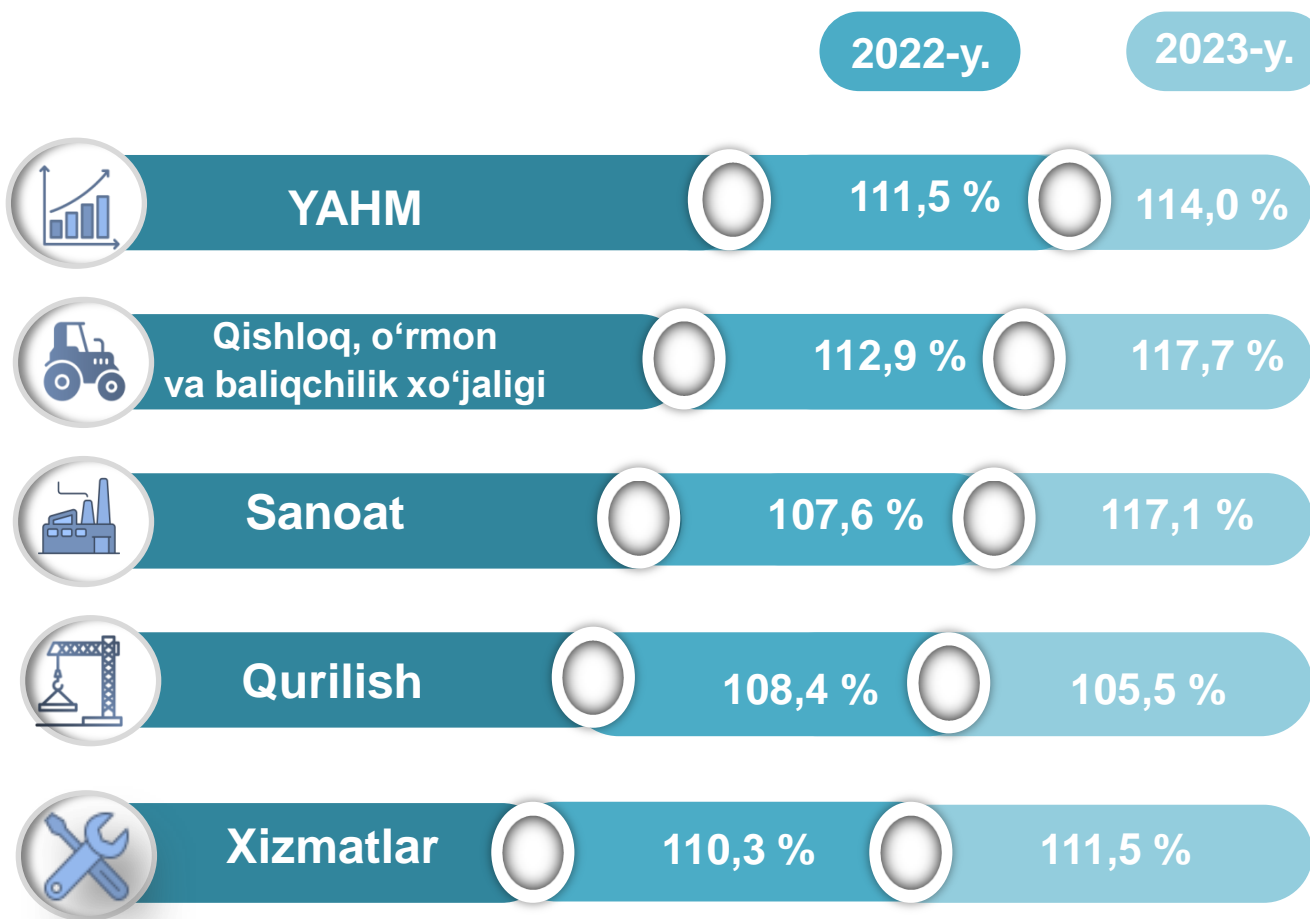 2022-y.
2023-y.
YAHM
111,5 %
114,0 %
Qishloq, o‘rmon
va baliqchilik xo‘jaligi
112,9 %
117,7 %
Sanoat
107,6 %
117,1 %
Qurilish
108,4 %
105,5 %
Xizmatlar
110,3 %
111,5 %